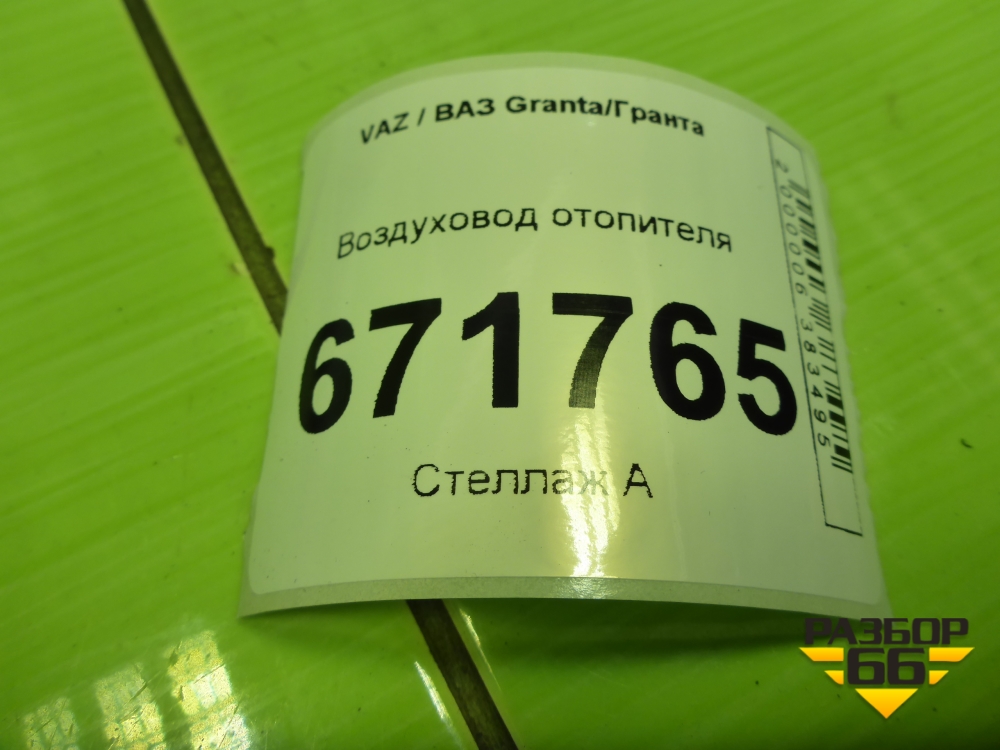 VAZ / ВАЗ Granta/Гранта
Воздуховод отопителя
671765
Стеллаж А
2000006383495
РАЗБОР
66